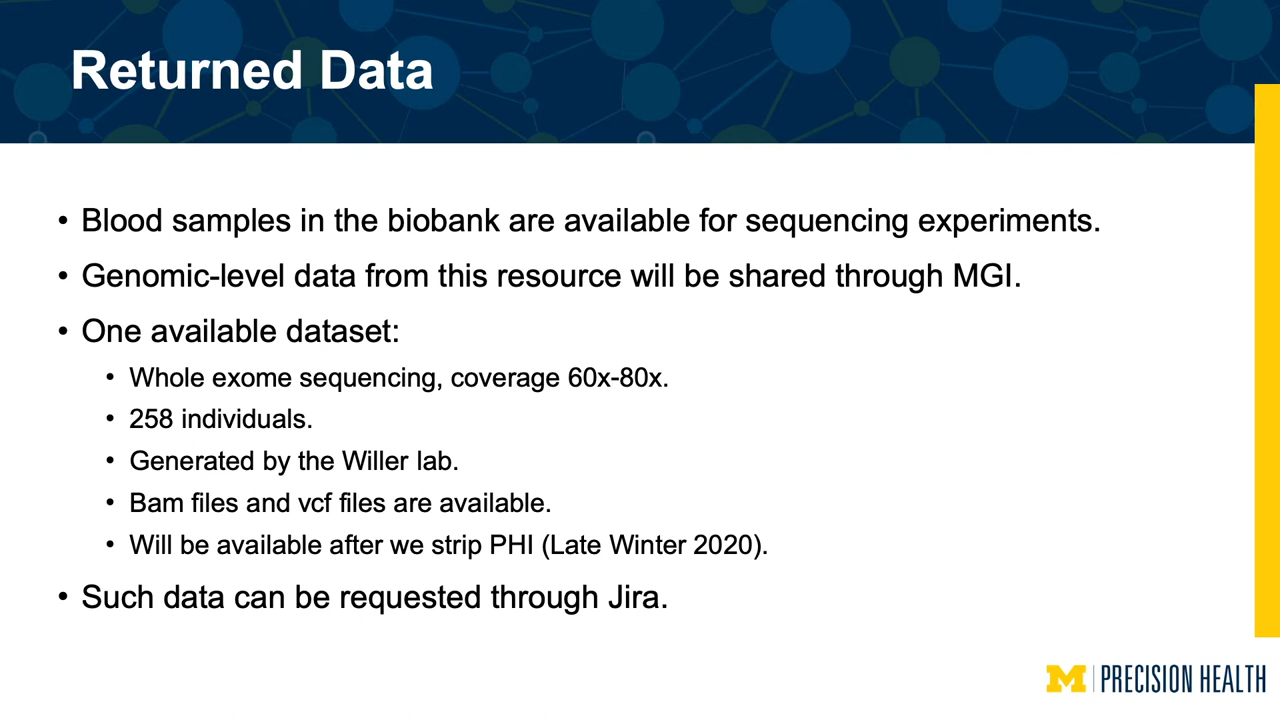 Returned Data
• Blood samples in the biobank are available for sequencing experiments.
• Genomic-level data from this resource will be shared through MGI.
• One available dataset:
• Whole exome sequencing, coverage 60x-80x.
• 258 individuals.
• Generated by the Willer lab.
• Bam files and vcf files are available.
• Will be available after we strip PHI (Late Winter 2020).
• Such data can be requested through Jira.
M PRECISION HEALTH